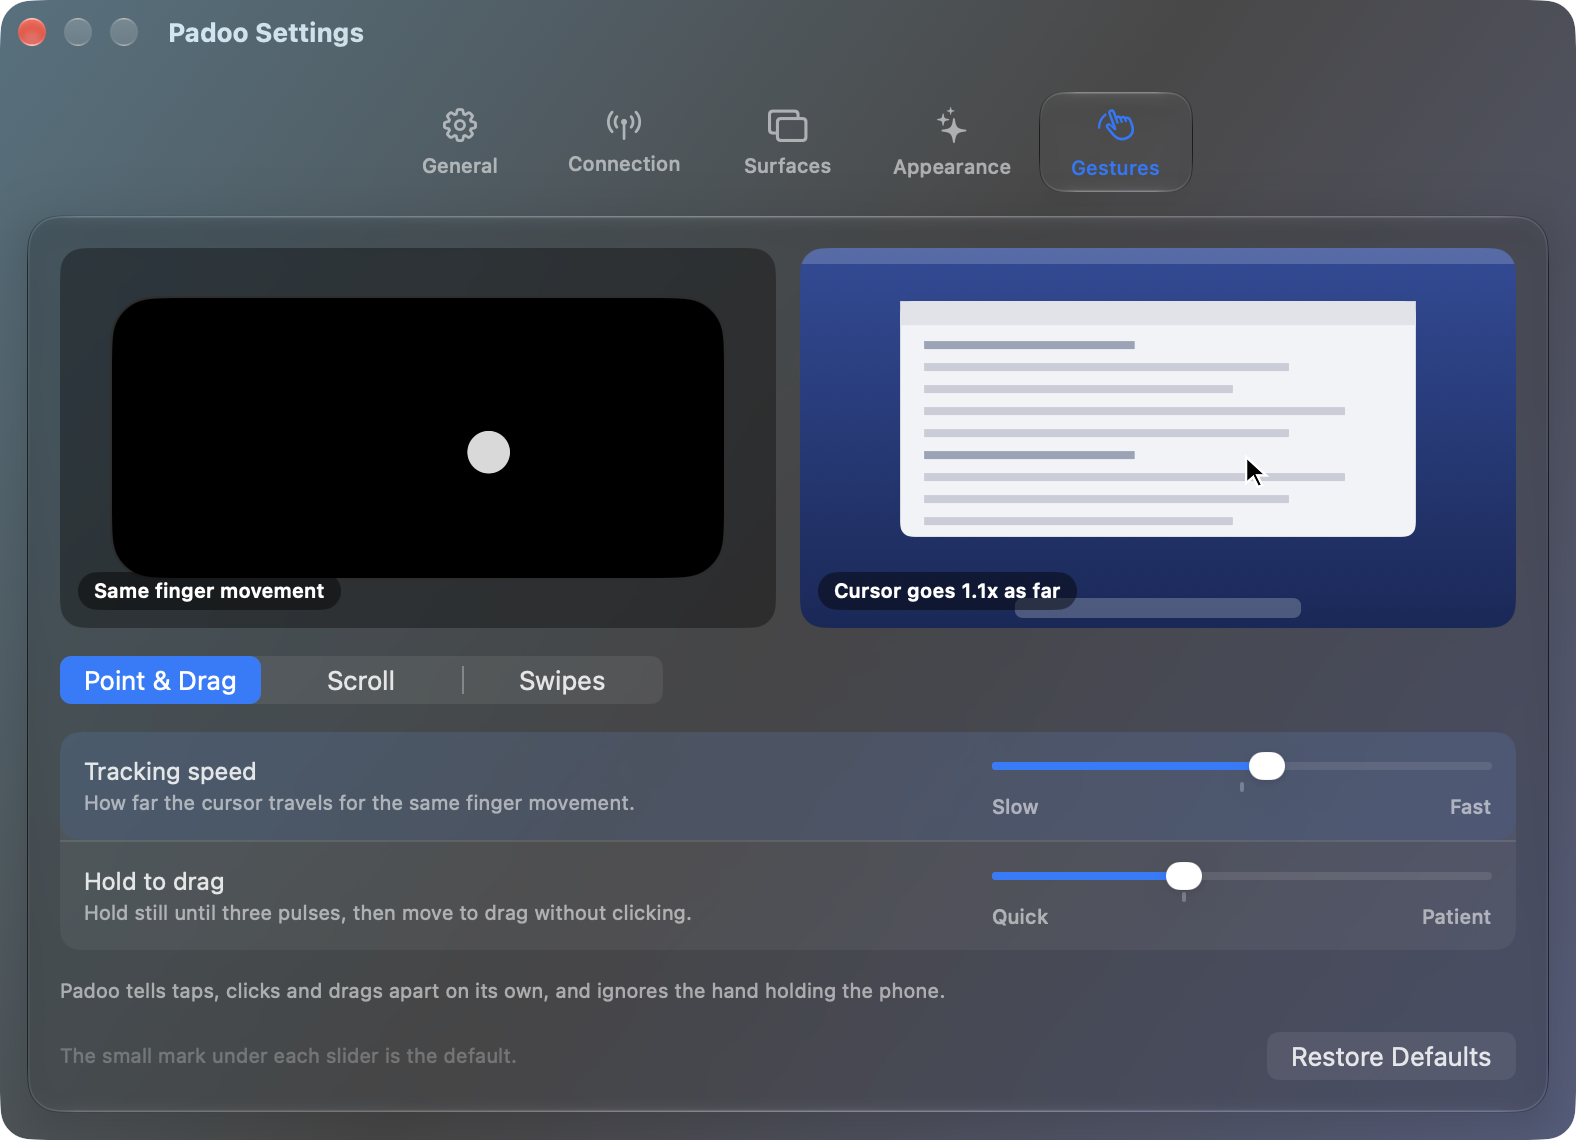 Padoo Settings
General
Connection
Surfaces
Appearance
Gestures
Same finger movement
Cursor goes 1.1x as far
Point & Drag
Scroll
Swipes
Tracking speed
How far the cursor travels for the same finger movement.
Slow
Fast
Hold to drag
Hold still until three pulses, then move to drag without clicking.
Quick
Patient
Padoo tells taps, clicks and drags apart on its own, and ignores the hand holding the phone.
The small mark under each slider is the default.
Restore Defaults